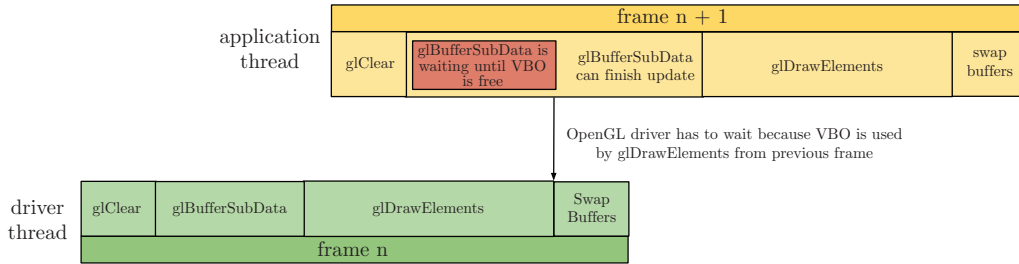 frame n + 1
application
thread
glClear
glBufferSubData is
waiting until VBO
is free
glBufferSubData
can finish update
glDrawElements
swap
buffers
OpenGL driver has to wait because VBO is used
by glDrawElements from previous frame
driver
thread
glClear
glBufferSubData
glDrawElements
Swap
Buffers
frame n